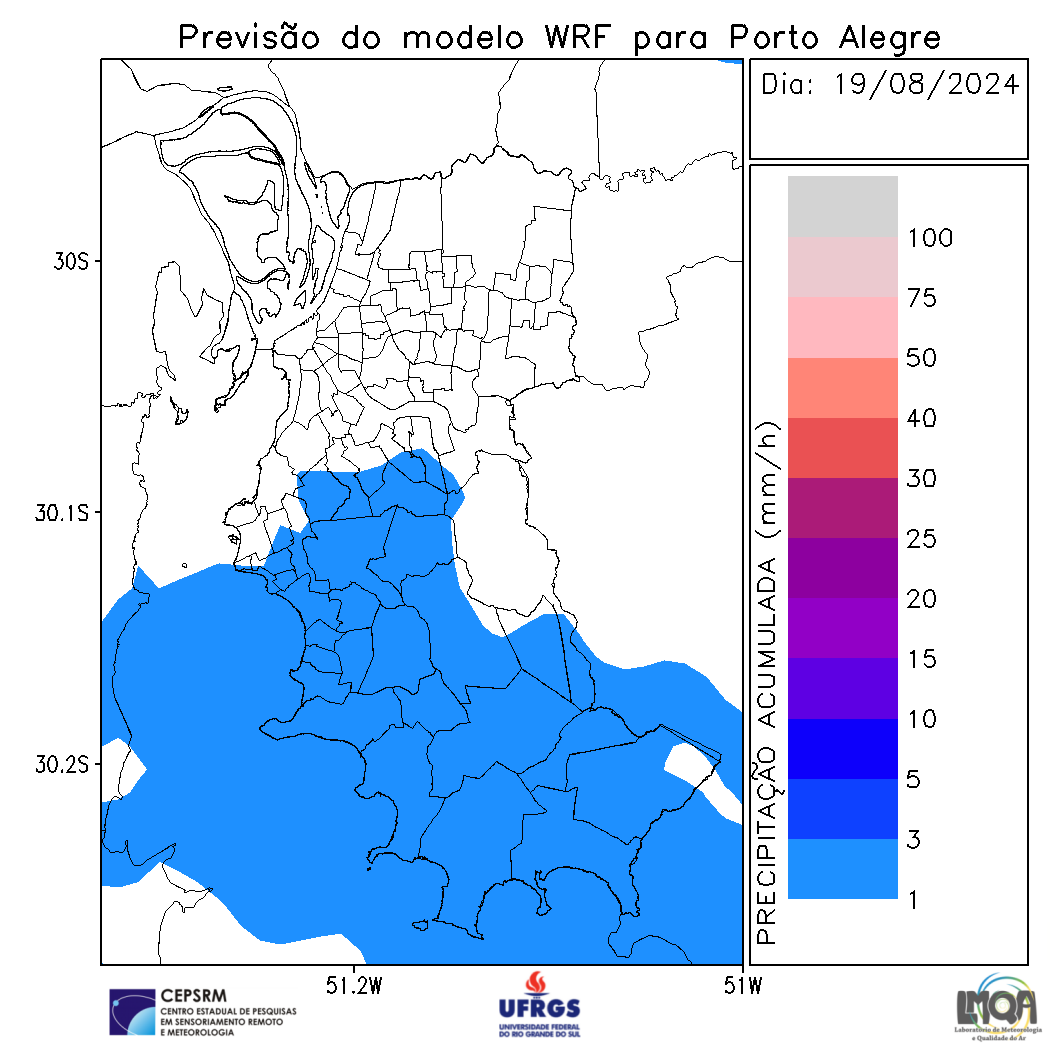 Previsão do modelo WRF para Porto Alegre
Dia: 19/08/2024
30S
30.1S
30.2S
51.2W
51W
PRECIPITAÇÃO ACUMULADA (mm/h)
100
75
50
40
30
25
20
15
10
5
3
1
CEPSRM
CENTRO ESTADUAL DE PESQUISAS
EM SENSORIAMENTO REMOTO
E METEOROLOGIA
UFRGS
UNIVERSIDADE FEDERAL
DO RIO GRANDE DO SUL
LMQA
Laboratório de Meteorologia
e Qualidade do Ar